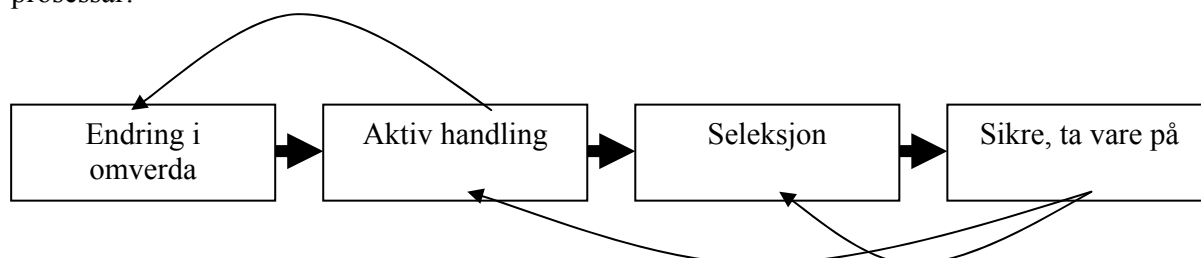 prosessar:
Endring i
omverda
Aktiv handling
Seleksjon
Sikre, ta vare på